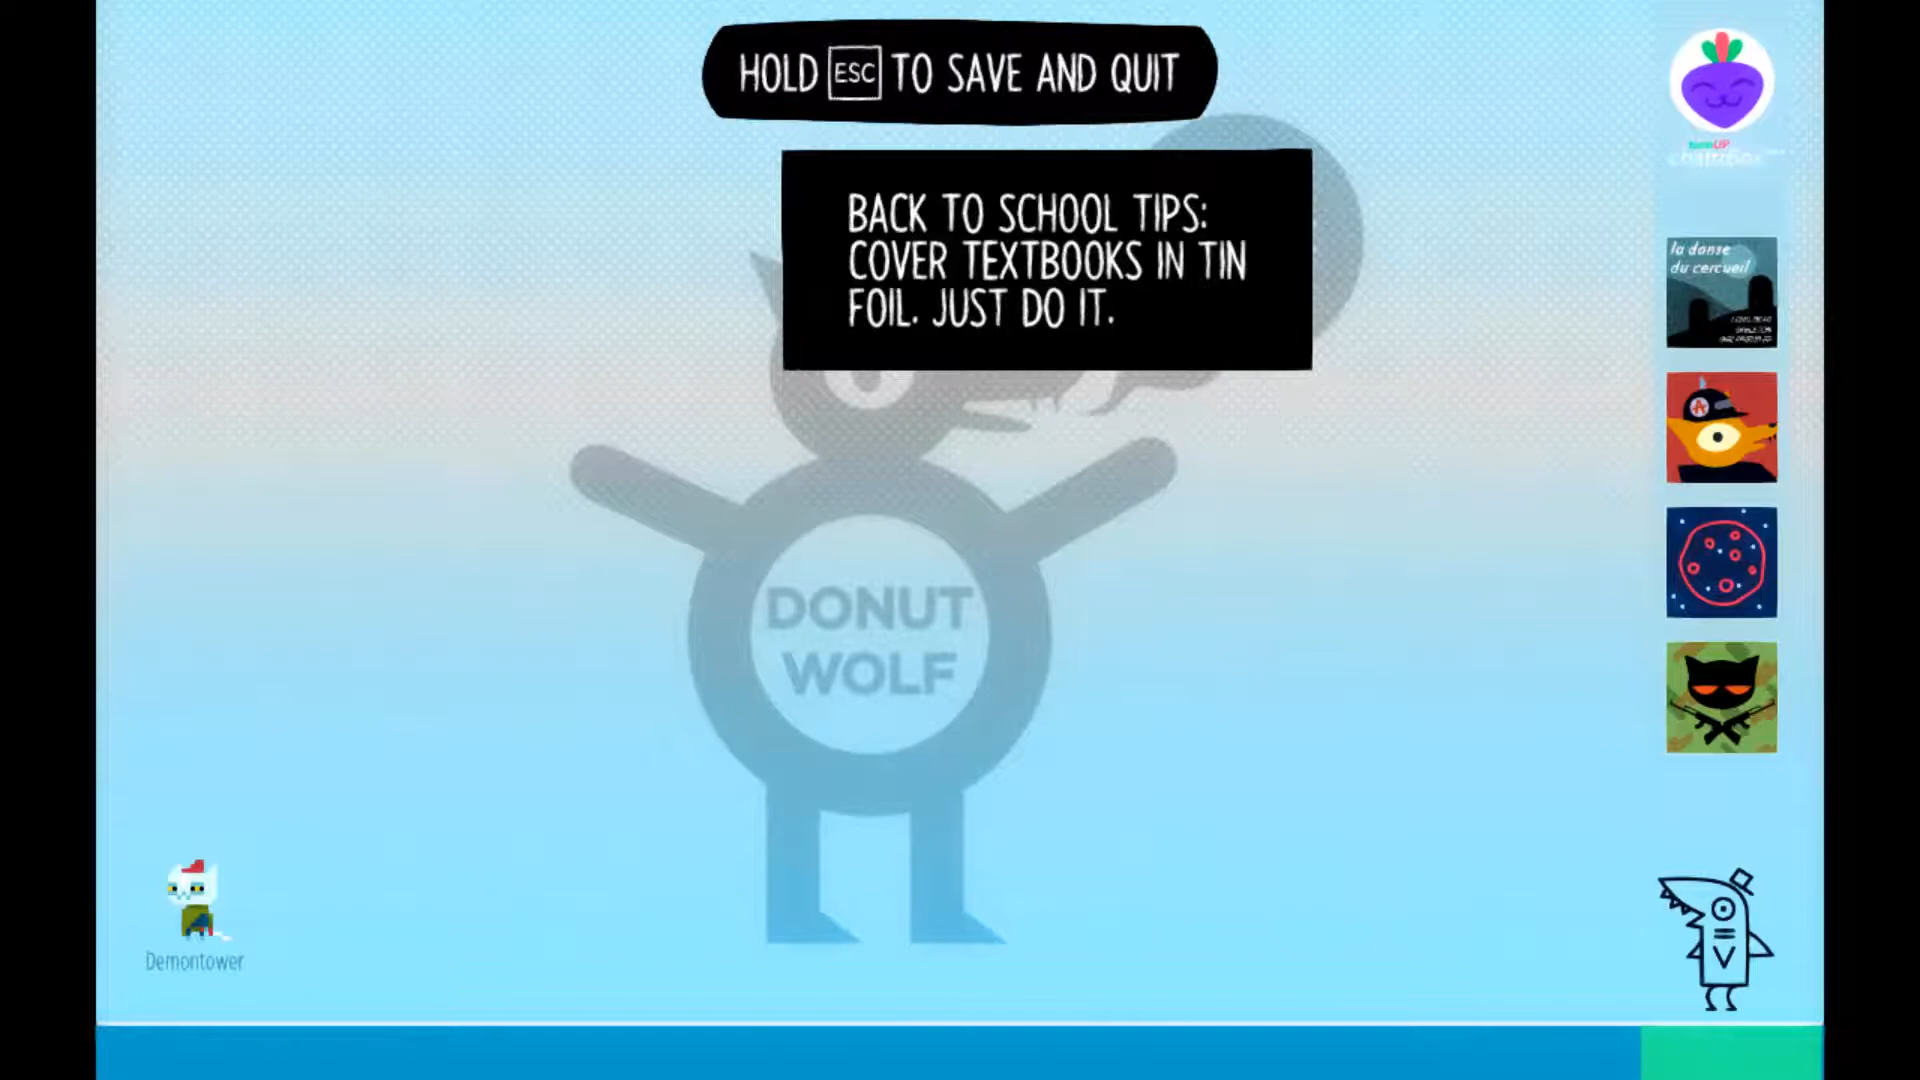 HOLD ESC TO SAVE AND QUIT
BACK TO SCHOOL TIPS:
COVER TEXTBOOKS IN TIN
FOIL. JUST DO IT.
la danse
du cercueil
DONUT
WOLF
Demontower